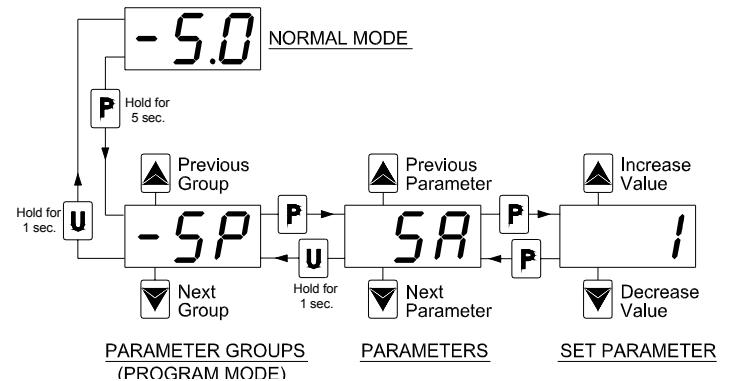 -5.0
NORMAL MODE
P
Hold for
5 sec.
Previous
Group
Previous
Parameter
Increase
Value
Hold for
1 sec.
U
-SP
P
U
Hold for
1 sec.
SA
P
P
1
Next
Group
Next
Parameter
Decrease
Value
PARAMETER GROUPS
(PROGRAM MODE)
PARAMETERS
SET PARAMETER